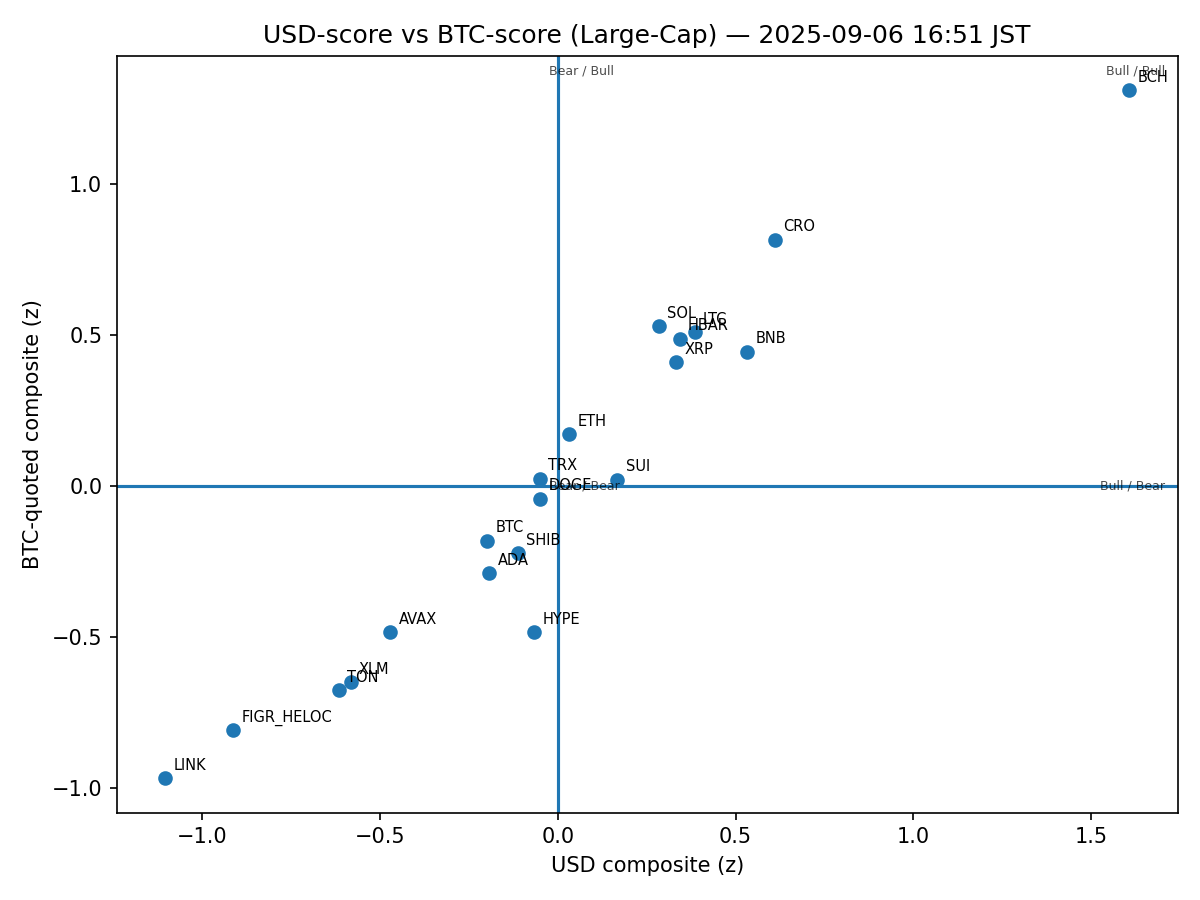 USD-score vs BTC-score (Large-Cap) — 2025-09-06 16:51 JST
Bear / Bull
Bull / Bull
BCH
1.0
CRO
0.5
SOL
LTC
HBAR
BNB
XRP
ETH
TRX
SUI
0.0
DOGE
Bear / Bear
Bull / Bear
BTC
SHIB
ADA
AVAX
HYPE
−0.5
XLM
TON
FIGR_HELOC
LINK
−1.0
−1.0
−0.5
0.0
0.5
1.0
1.5
USD composite (z)
BTC-quoted composite (z)